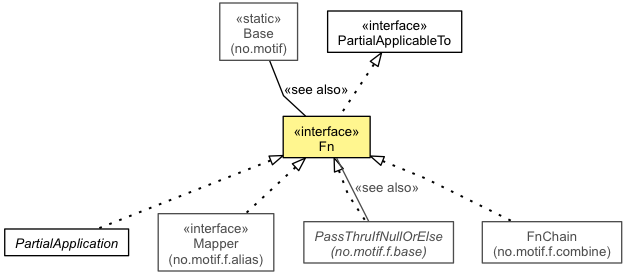 «static»
Base
(no.motif)
«interface»
PartialApplicableTo
«see also»
«interface»
Fn
«see also»
PartialApplication
«interface»
Mapper
(no.motif.f.alias)
PassThruIfNullOrElse
(no.motif.f.base)
FnChain
(no.motif.f.combine)